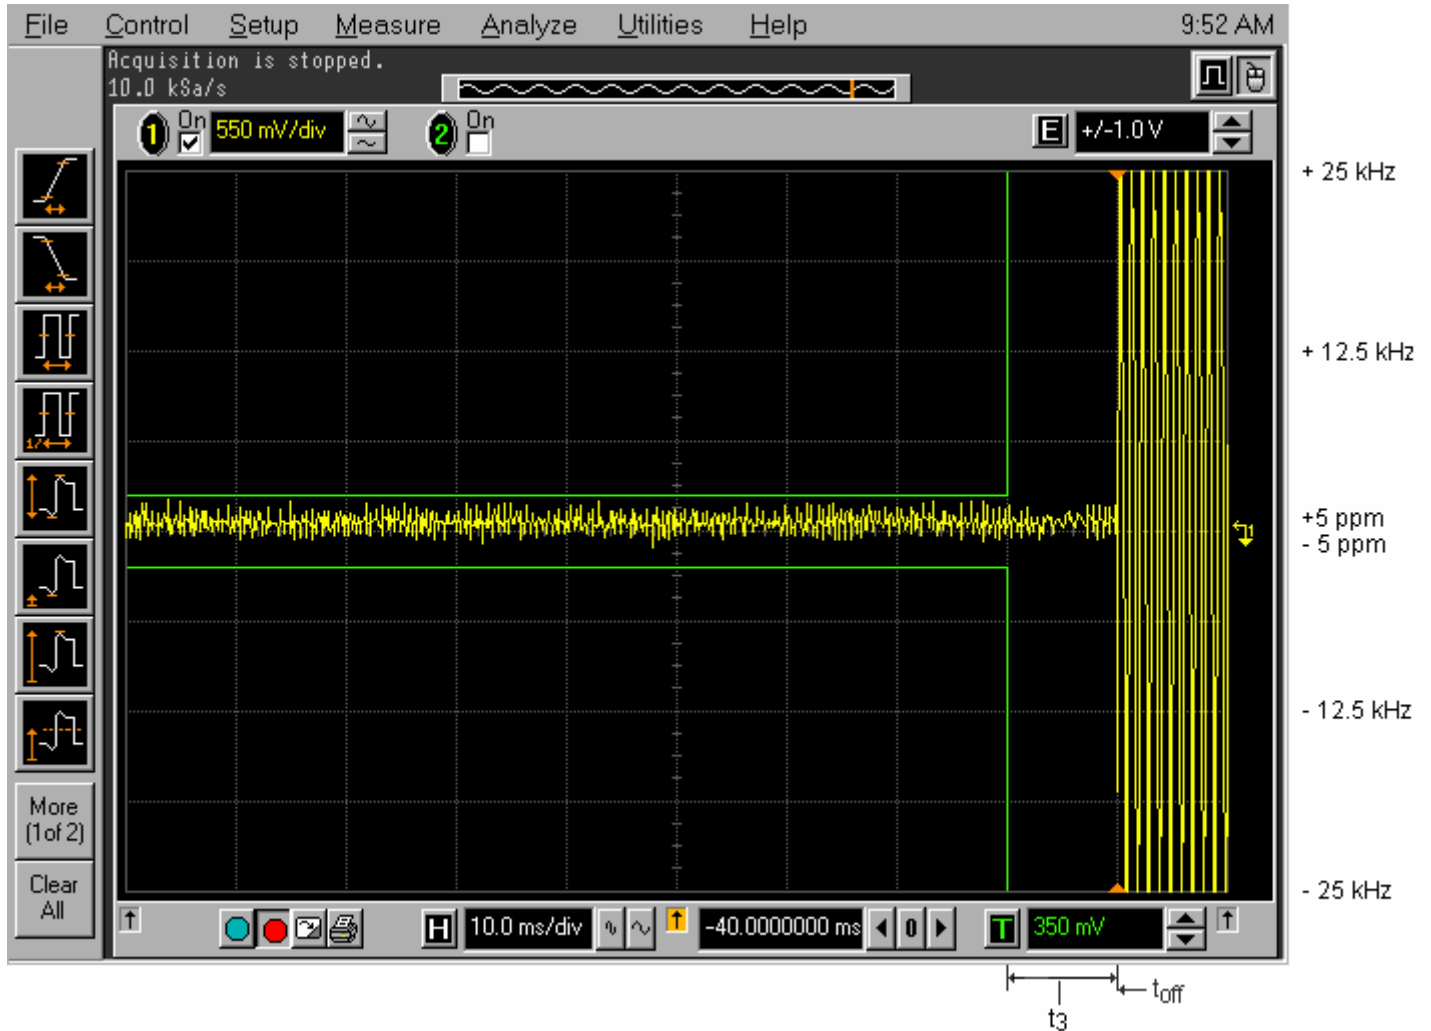 File Control Setup Measure Analyze Utilities Help 9:52 AM
Acquisition is stopped.
10.0 kSa/s
1 On 550 mV/div 2 On E +/-1.0 V
+ 25 kHz
+ 12.5 kHz
1/
+5 ppm
- 5 ppm
1
- 12.5 kHz
More
(1of 2)
Clear
All
- 25 kHz
H 10.0 ms/div -40.0000000 ms 0 T 350 mV
t3
toff